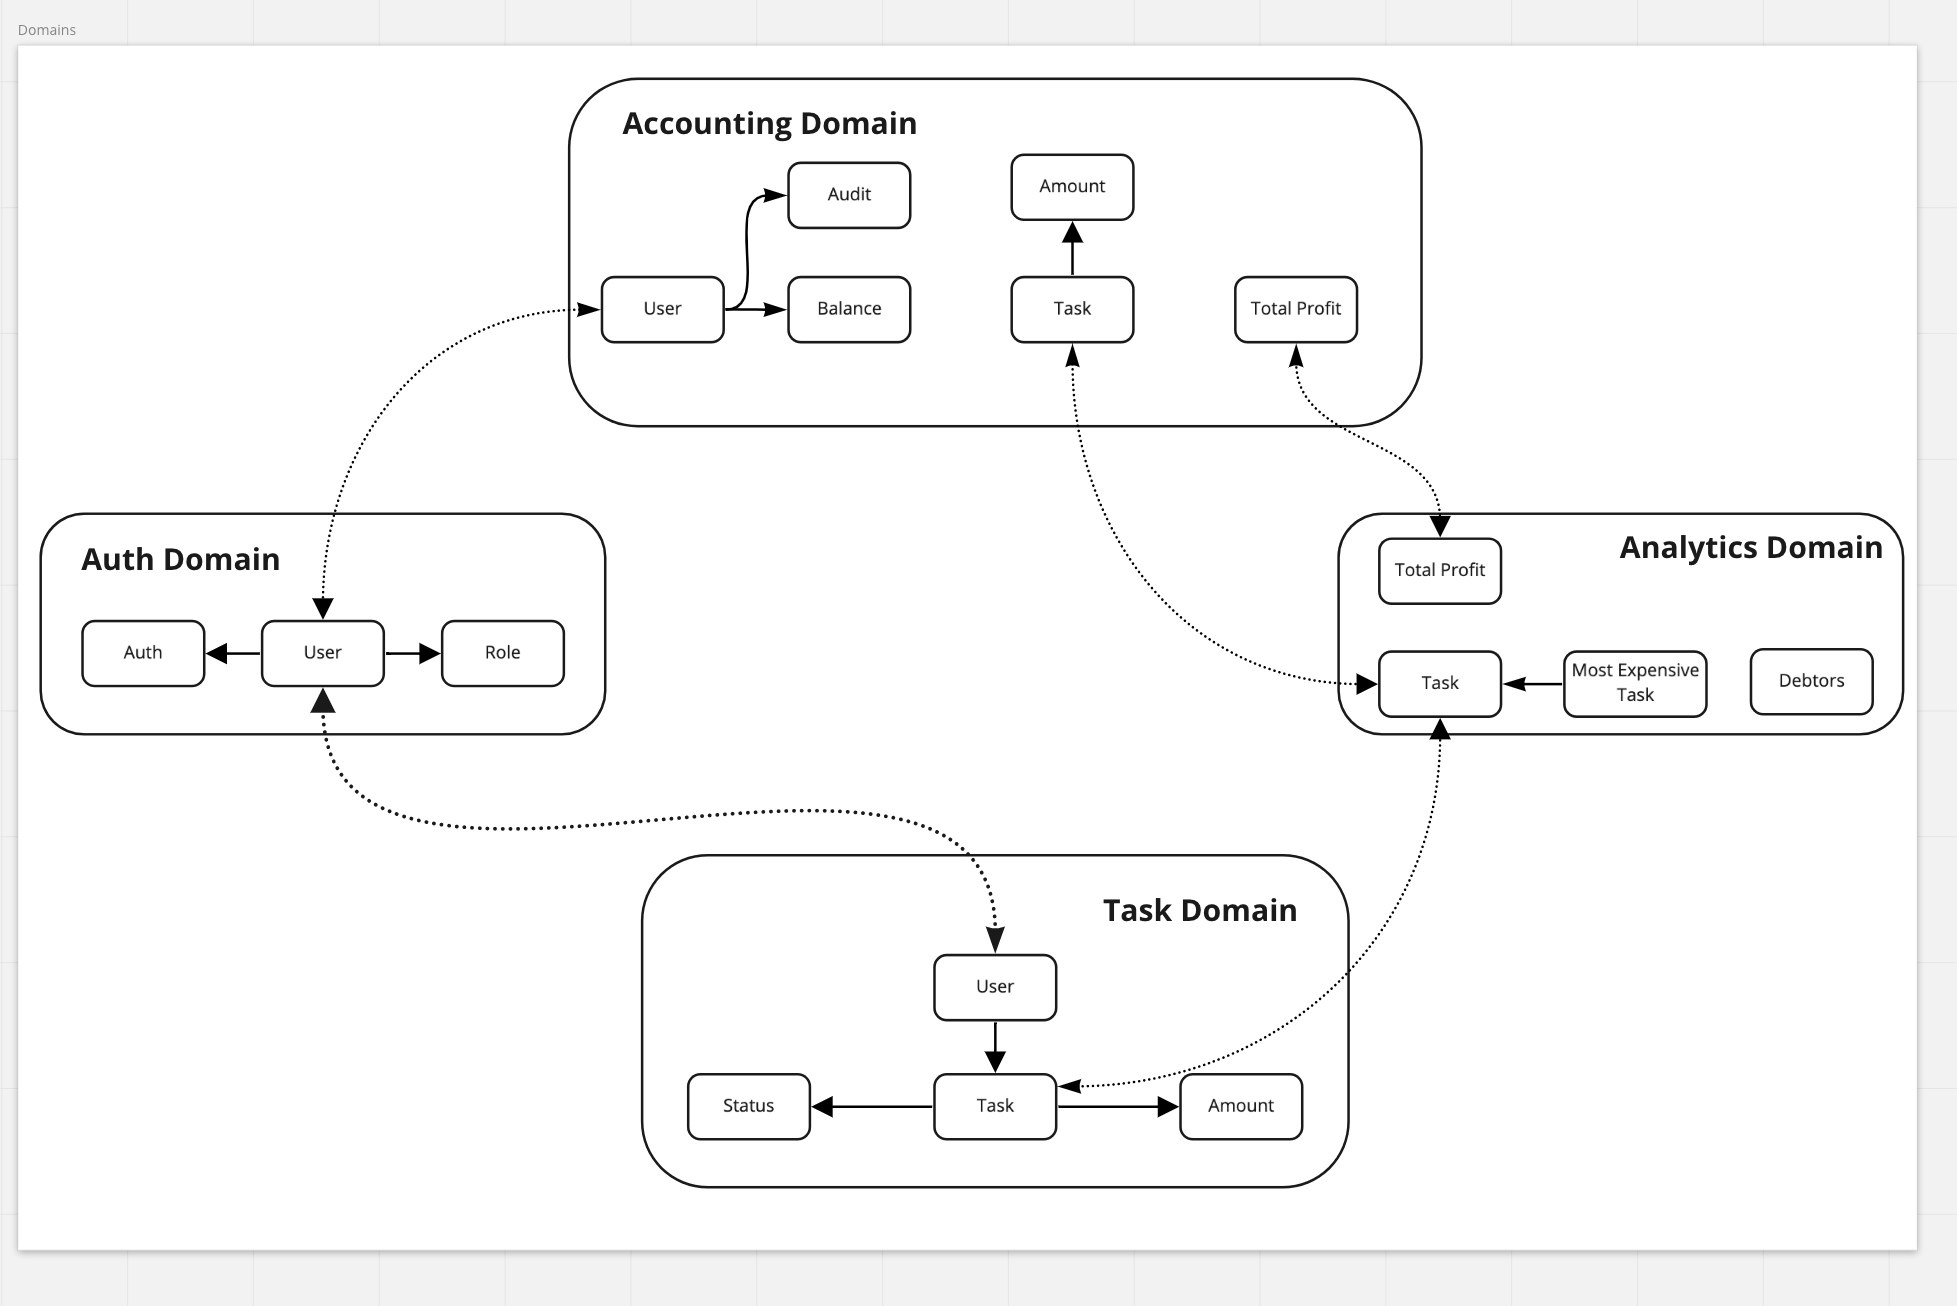 Domains
Accounting Domain
Audit
Amount
User
Balance
Task
Total Profit
Auth Domain
Auth
User
Role
Analytics Domain
Total Profit
Task
Most Expensive
Task
Debtors
Task Domain
User
Status
Task
Amount